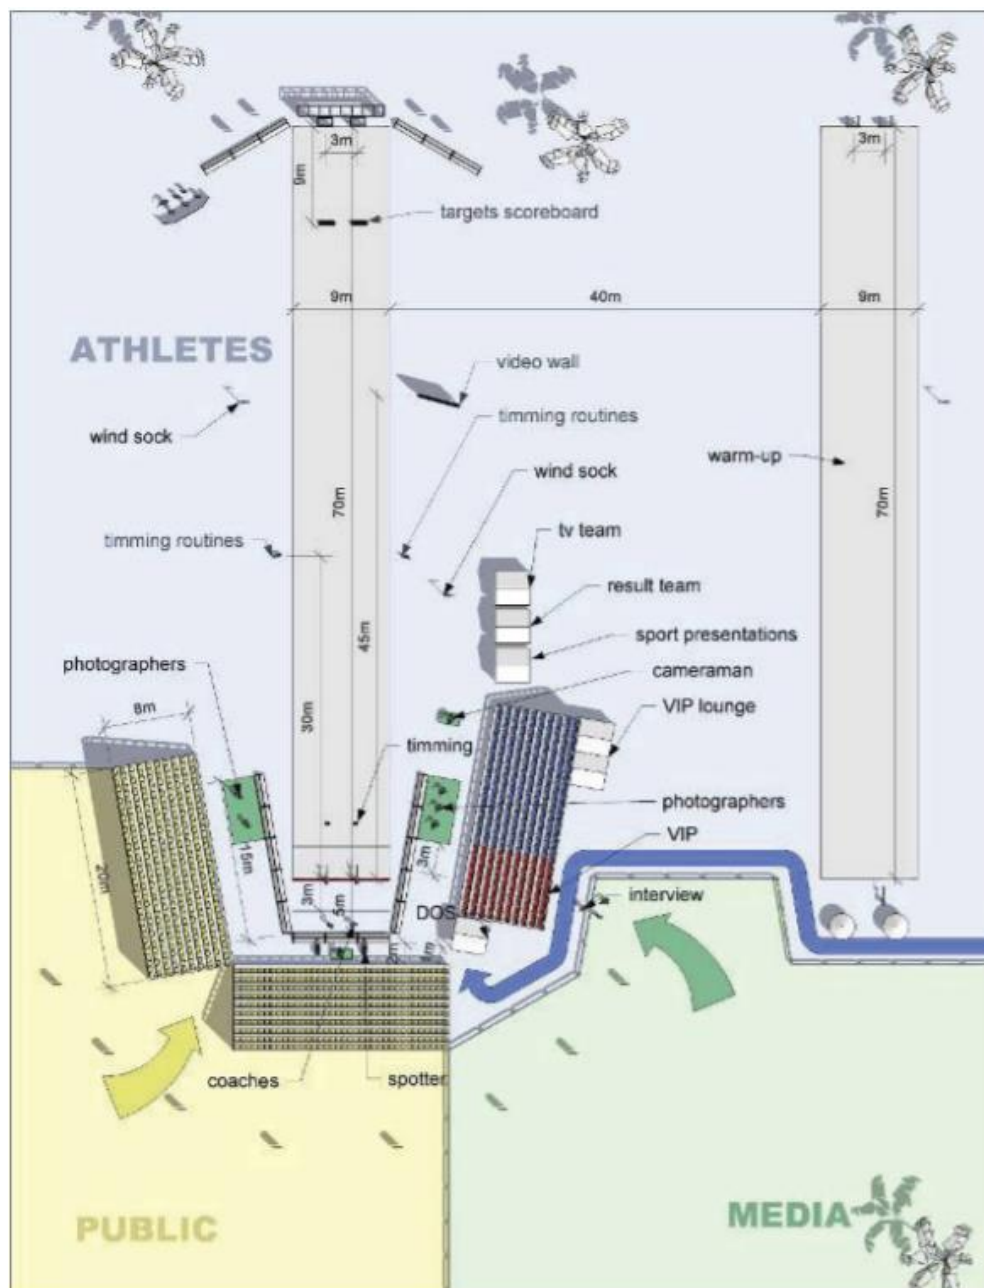 3m
3m
9m
targets scoreboard
9m
40m
9m
ATHLETES
video wall
timming routines
wind sock
wind sock
warm-up
70m
70m
tv team
timming routines
result team
45m
sport presentations
photographers
cameraman
8m
VIP lounge
30m
timming
photographers
VIP
15m
20m
3m
3m
5m
interview
DOS
2m
coaches
spotter
PUBLIC
MEDIA